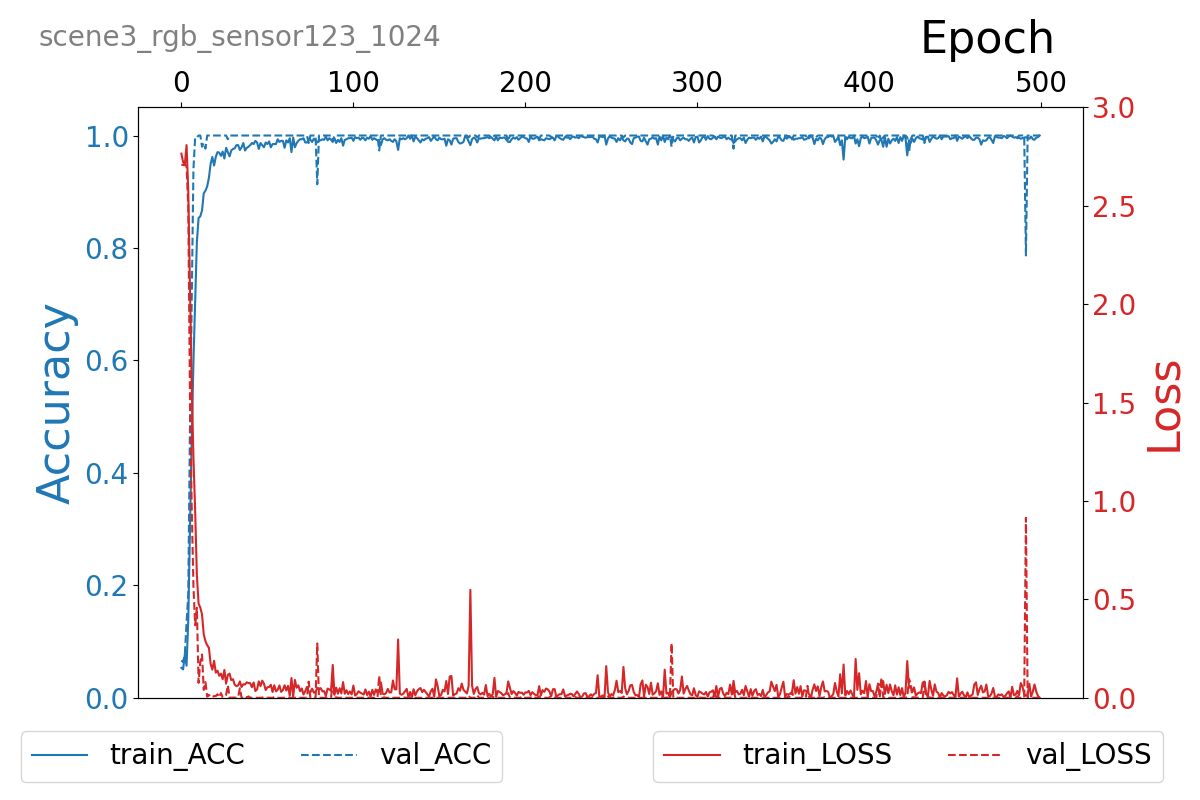 scene3_rgb_sensor123_1024
Epoch
0 100 200 300 400 500
1.0
0.8
0.6
0.4
0.2
0.0
Accuracy
3.0
2.5
2.0
1.5
1.0
0.5
0.0
Loss
train_ACC val_ACC
train_LOSS val_LOSS